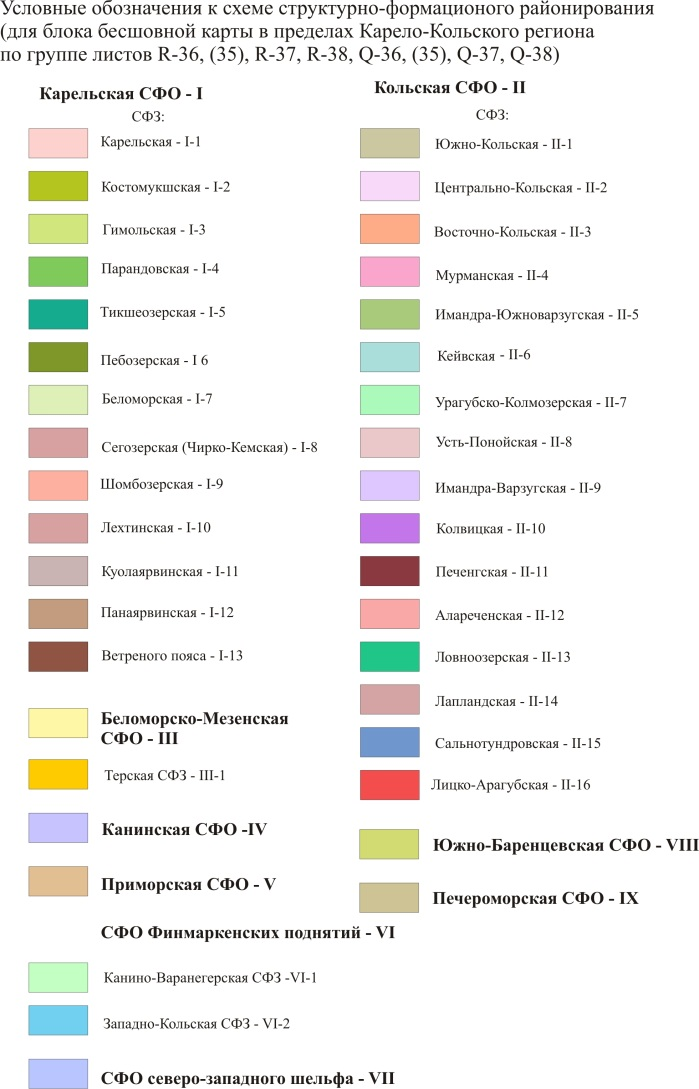 Условные обозначения к схеме структурно-формационого районирования
(для блока бесшовной карты в пределах Карело-Кольского региона
по группе листов R-36, (35), R-37, R-38, Q-36, (35), Q-37, Q-38)
Карельская СФО - I
СФЗ:
Карельская - I-1
Костомукшская - I-2
Гимольская - I-3
Парандовская - I-4
Тикшеозерская - I-5
Пебозерская - I 6
Беломорская - I-7
Сегозерская (Чирко-Кемская) - I-8
Шомбозерская - I-9
Лехтинская - I-10
Куолаярвинская - I-11
Панаярвинская - I-12
Ветреного пояса - I-13
Беломорско-Мезенская
СФО - III
Терская СФЗ - III-1
Канинская СФО -IV
Приморская СФО - V
СФО Финмаркенских поднятий - VI
Канино-Варанегерская СФЗ -VI-1
Западно-Кольская СФЗ - VI-2
СФО северо-западного шельфа - VII
Кольская СФО - II
СФЗ:
Южно-Кольская - II-1
Центрально-Кольская - II-2
Восточно-Кольская - II-3
Мурманская - II-4
Имандра-Южноварзугская - II-5
Кейвская - II-6
Урагубско-Колмозерская - II-7
Усть-Понойская - II-8
Имандра-Варзугская - II-9
Колвицкая - II-10
Печенгская - II-11
Алареченская - II-12
Ловноозерская - II-13
Лапландская - II-14
Сальнотундровская - II-15
Лицко-Арагубская - II-16
Южно-Баренцевская СФО - VIII
Печероморская СФО - IX